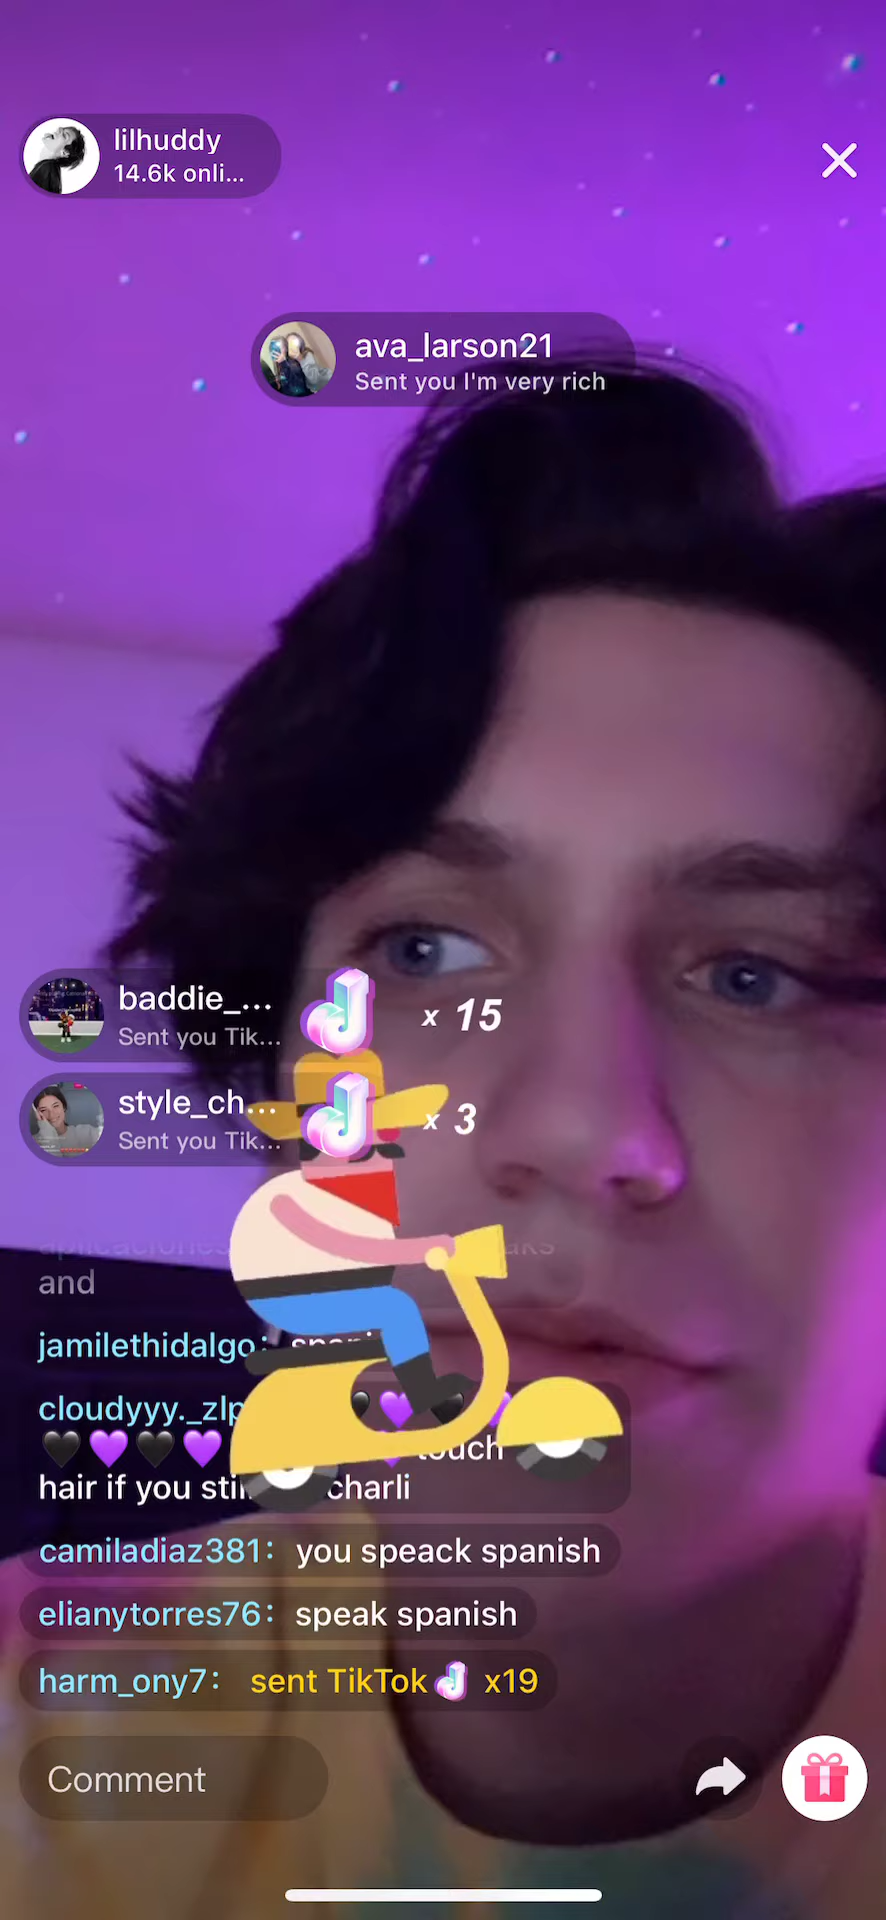 lilhuddy
14.6k onli...
ava_larson21
Sent you I'm very rich
baddie_...
Sent you Tik...
x 15
style_ch...
Sent you Tik...
x 3
and
jamilethidalgo:
cloudyyy._zlp
🖤💜🖤💜 touch
hair if you still charli
camiladiaz381: you speack spanish
elianytorres76: speak spanish
harm_ony7: sent TikTok x19
Comment